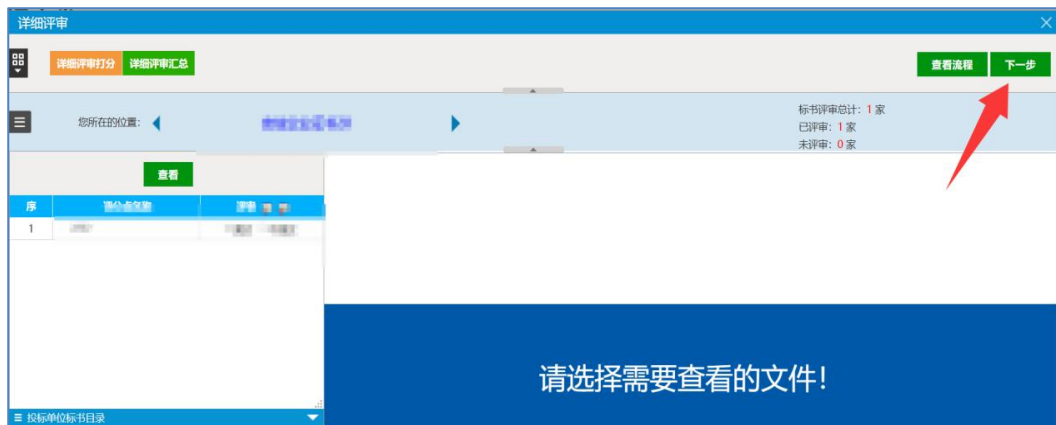 详细评审
详细评审打分 详细评审汇总
查看流程 下一步
您所在的位置：
标书评审总计：1 家
已评审：1 家
未评审：0 家
查看
序 评审
1
请选择需要查看的文件！
投标单位标书目录